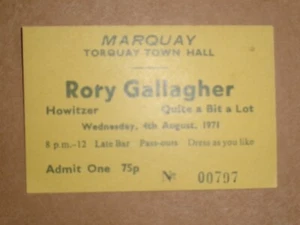 MARQUAY
TORQUAY TOWN HALL
Rory Gallagher
Howitzer Quite a Bit a Lot
Wednesday, 4th August, 1971
8 p.m.-12 Late Bar Pass-outs Dress as you like
Admit One 75p Nº 00797